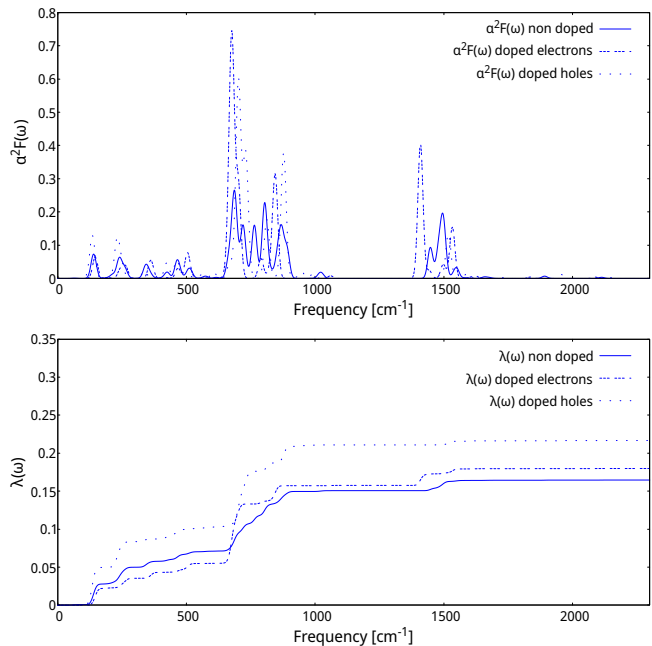 0.8
0.7
0.6
0.5
0.4
0.3
0.2
0.1
0
α²F(ω)
α²F(ω) non doped
α²F(ω) doped electrons
α²F(ω) doped holes
0 500 1000 1500 2000
Frequency [cm⁻¹]
0.35
0.3
0.25
0.2
0.15
0.1
0.05
0
λ(ω)
λ(ω) non doped
λ(ω) doped electrons
λ(ω) doped holes
0 500 1000 1500 2000
Frequency [cm⁻¹]